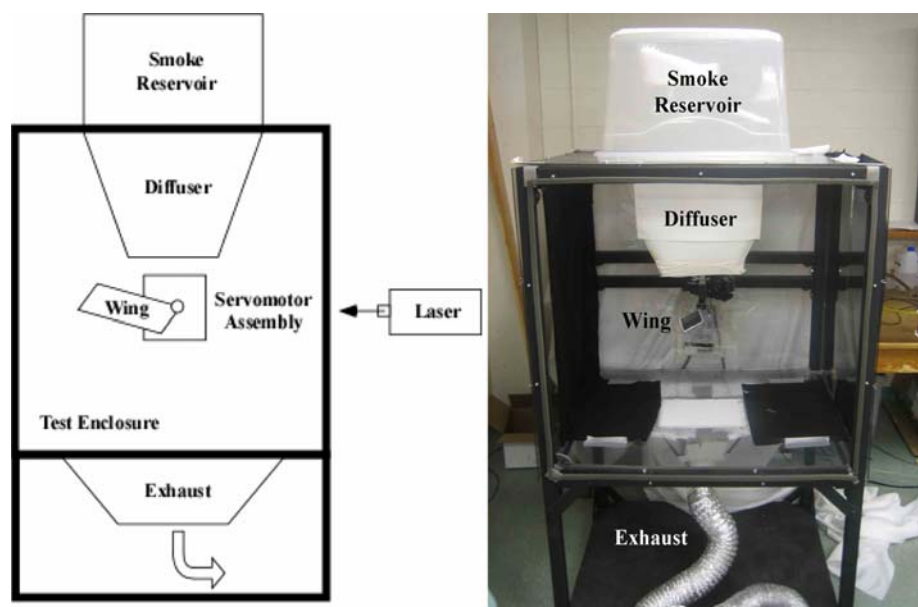 Smoke
Reservoir
Diffuser
Wing
Servomotor
Assembly
Laser
Test Enclosure
Exhaust
Smoke
Reservoir
Diffuser
Wing
Exhaust